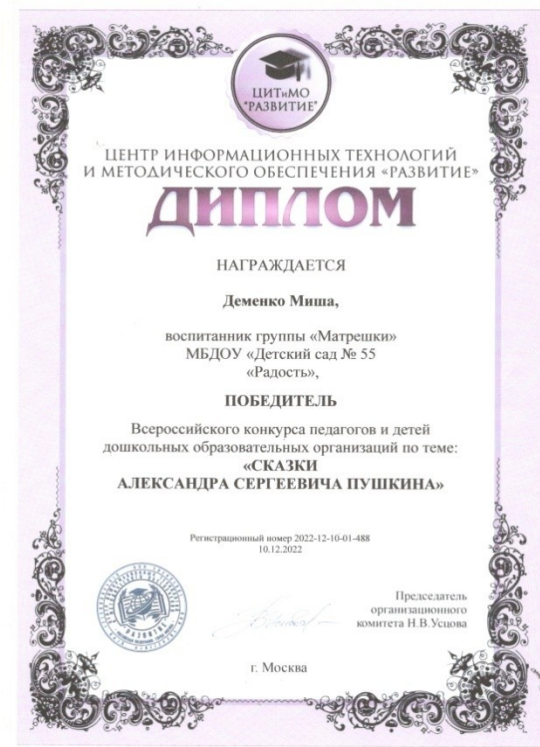 ЦИТиМО
"РАЗВИТИЕ"
ЦЕНТР ИНФОРМАЦИОННЫХ ТЕХНОЛОГИЙ
И МЕТОДИЧЕСКОГО ОБЕСПЕЧЕНИЯ «РАЗВИТИЕ»
ДИПЛОМ
НАГРАЖДАЕТСЯ
Деменко Миша,
воспитанник группы «Матрешки»
МБДОУ «Детский сад № 55
«Радость»,
ПОБЕДИТЕЛЬ
Всероссийского конкурса педагогов и детей
дошкольных образовательных организаций по теме:
«СКАЗКИ
АЛЕКСАНДРА СЕРГЕЕВИЧА ПУШКИНА»
Регистрационный номер 2022-12-10-01-488
10.12.2022
РАЗВИТИЕ
Председатель
организационного
комитета Н.В.Усцова
г. Москва